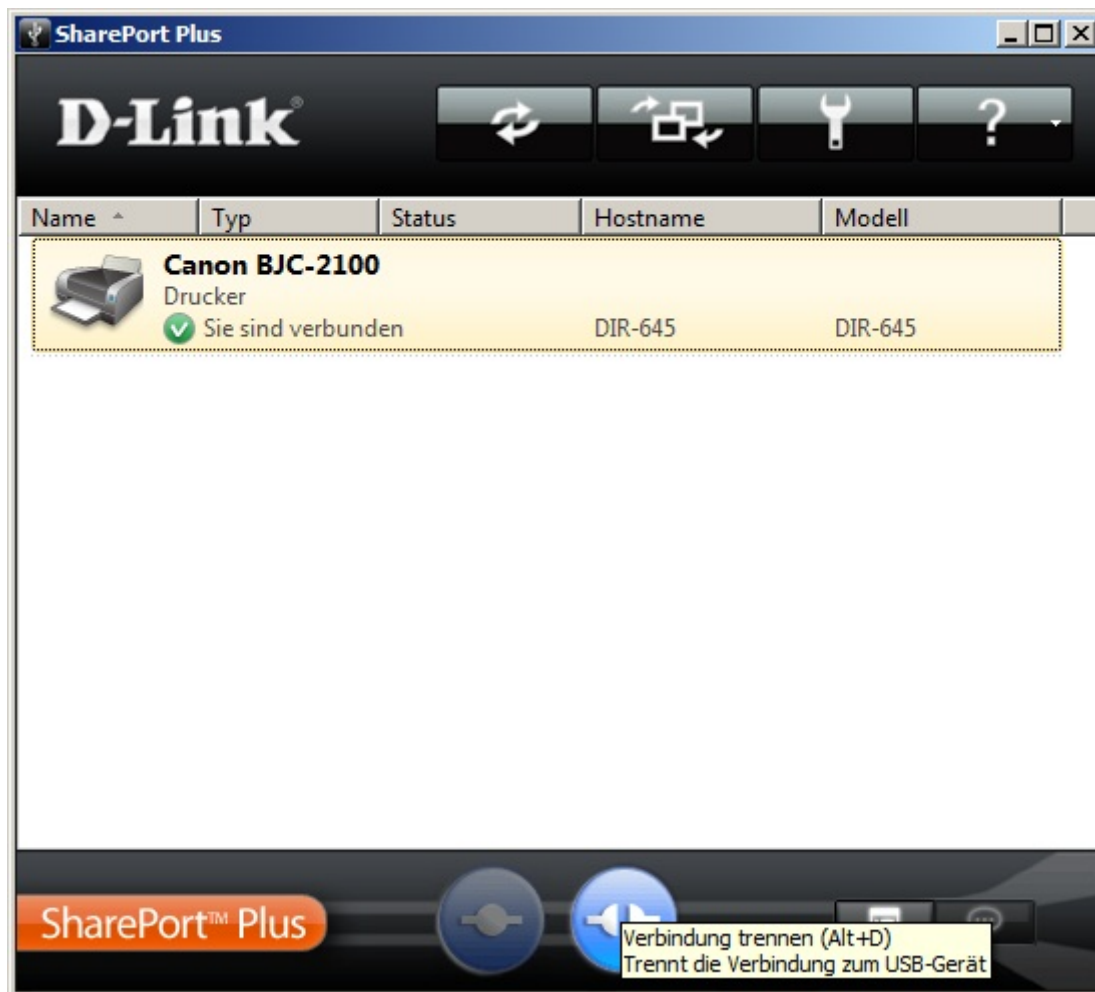 SharePort Plus
D-Link®
?
Name Typ Status Hostname Modell
Canon BJC-2100
Drucker
Sie sind verbunden DIR-645 DIR-645
SharePort™ Plus
Verbindung trennen (Alt+D)
Trennt die Verbindung zum USB-Gerät